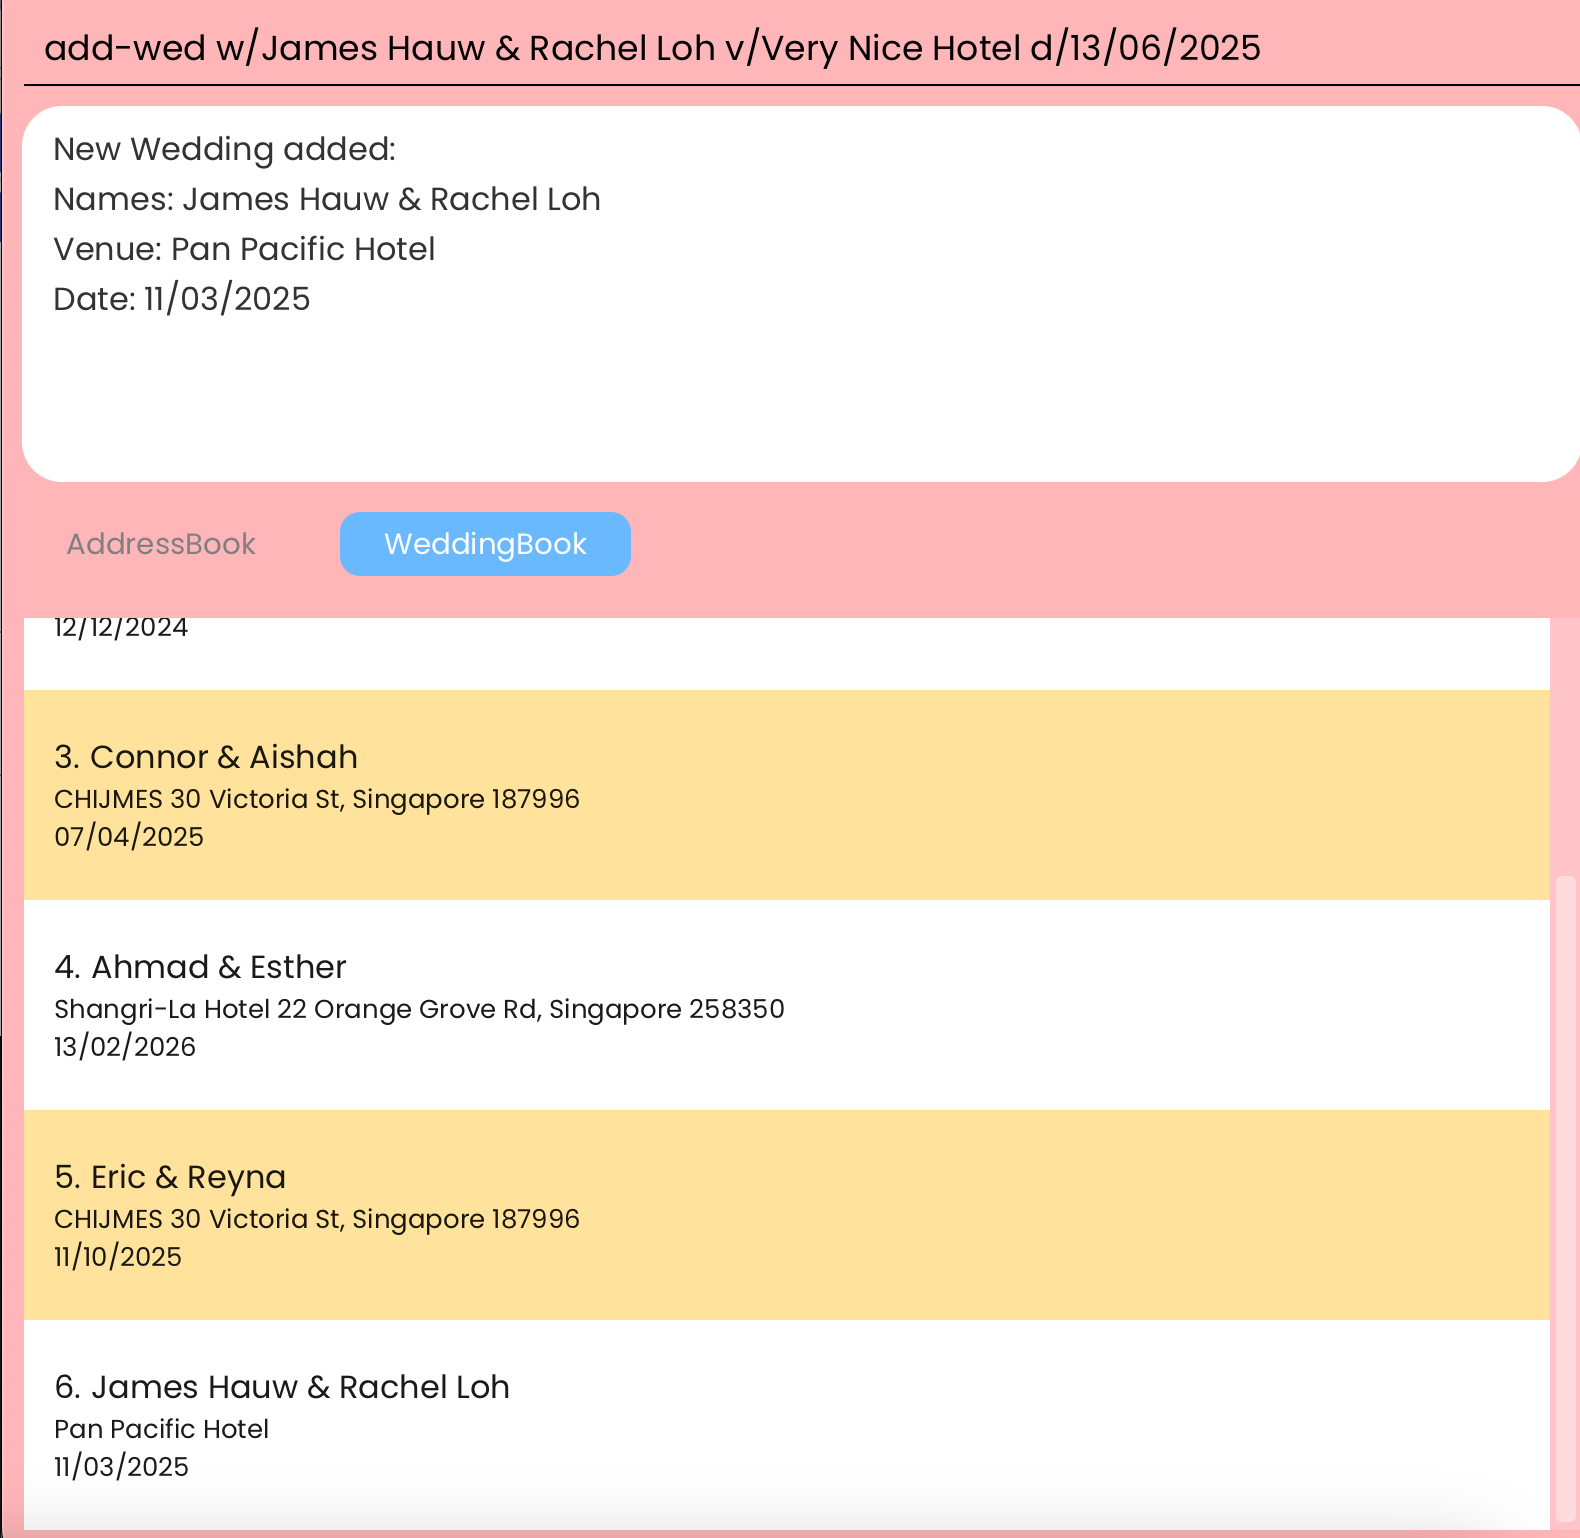 add-wed w/James Hauw & Rachel Loh v/Very Nice Hotel d/13/06/2025
New Wedding added:
Names: James Hauw & Rachel Loh
Venue: Pan Pacific Hotel
Date: 11/03/2025
AddressBook
WeddingBook
12/12/2024
3. Connor & Aishah
CHIJMES 30 Victoria St, Singapore 187996
07/04/2025
4. Ahmad & Esther
Shangri-La Hotel 22 Orange Grove Rd, Singapore 258350
13/02/2026
5. Eric & Reyna
CHIJMES 30 Victoria St, Singapore 187996
11/10/2025
6. James Hauw & Rachel Loh
Pan Pacific Hotel
11/03/2025